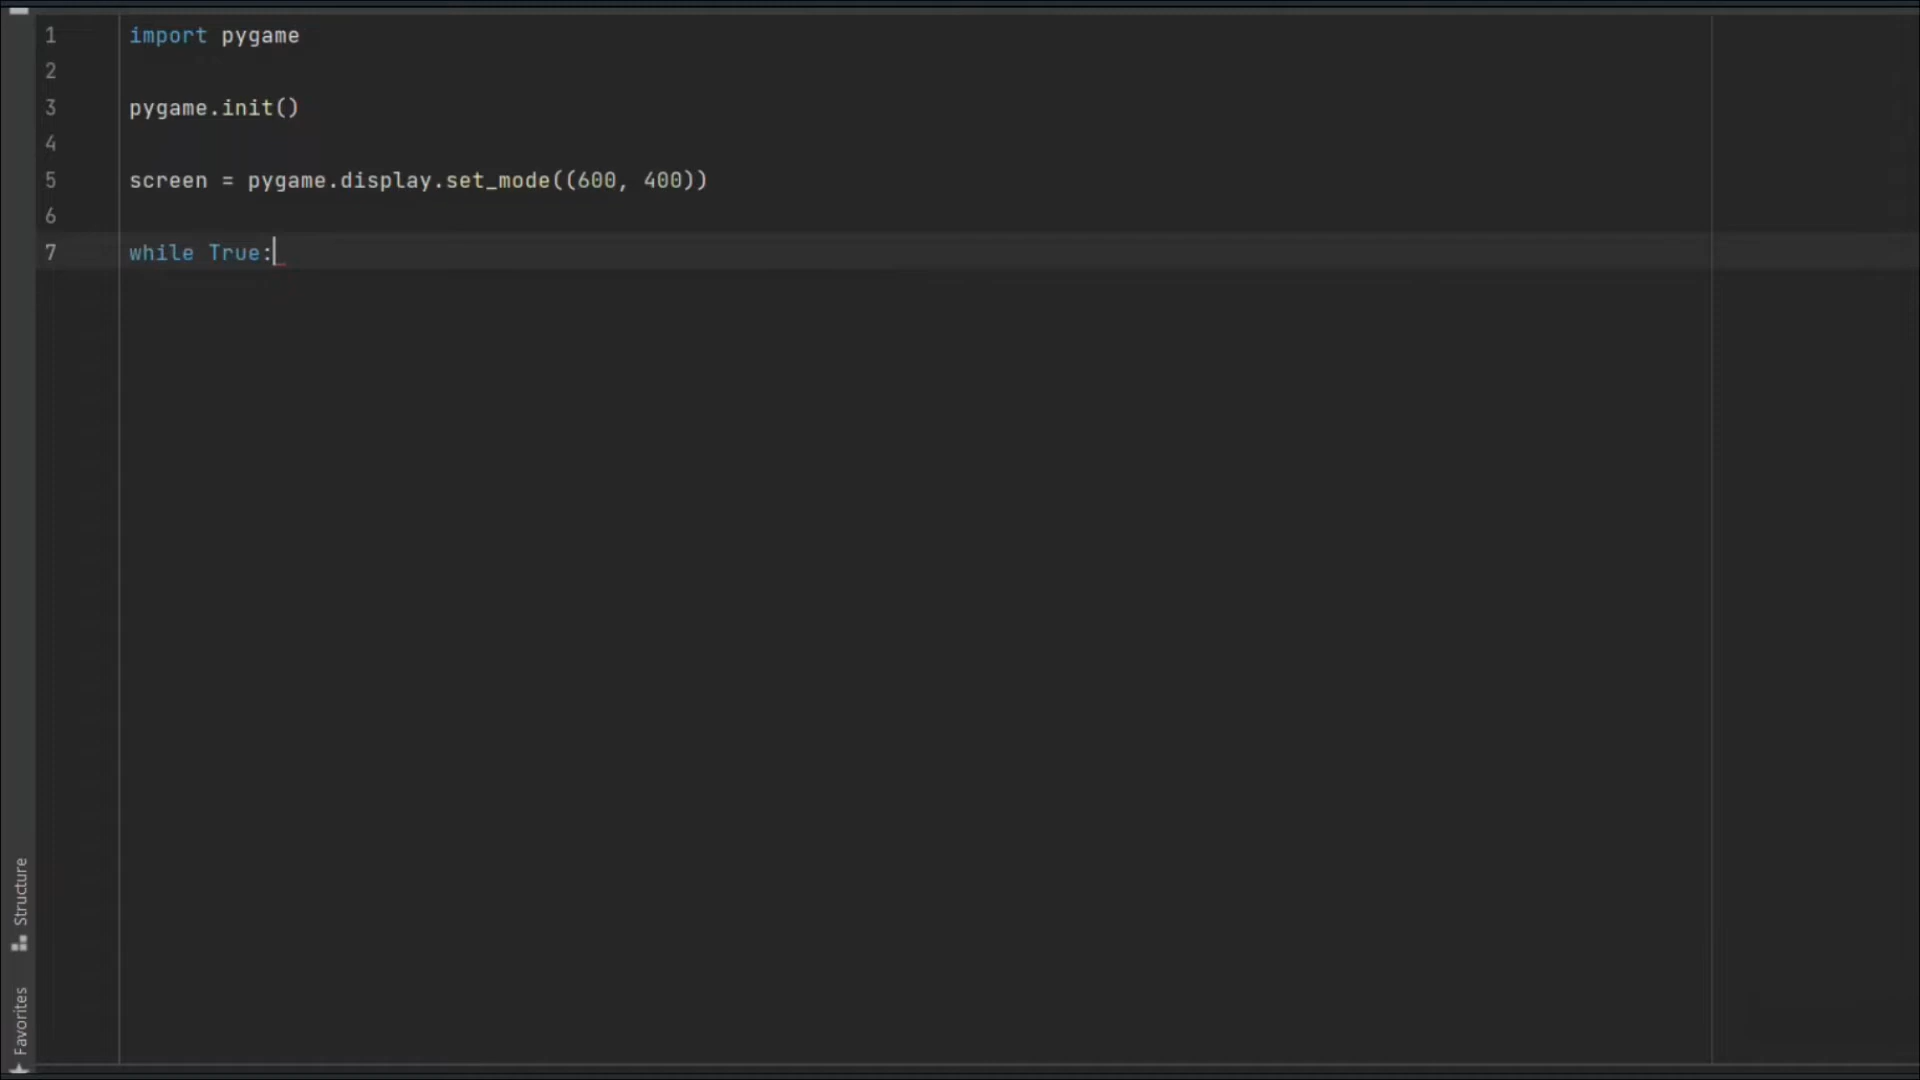 1 import pygame
2
3 pygame.init()
4
5 screen = pygame.display.set_mode((600, 400))
6
7 while True:
Structure
Favorites